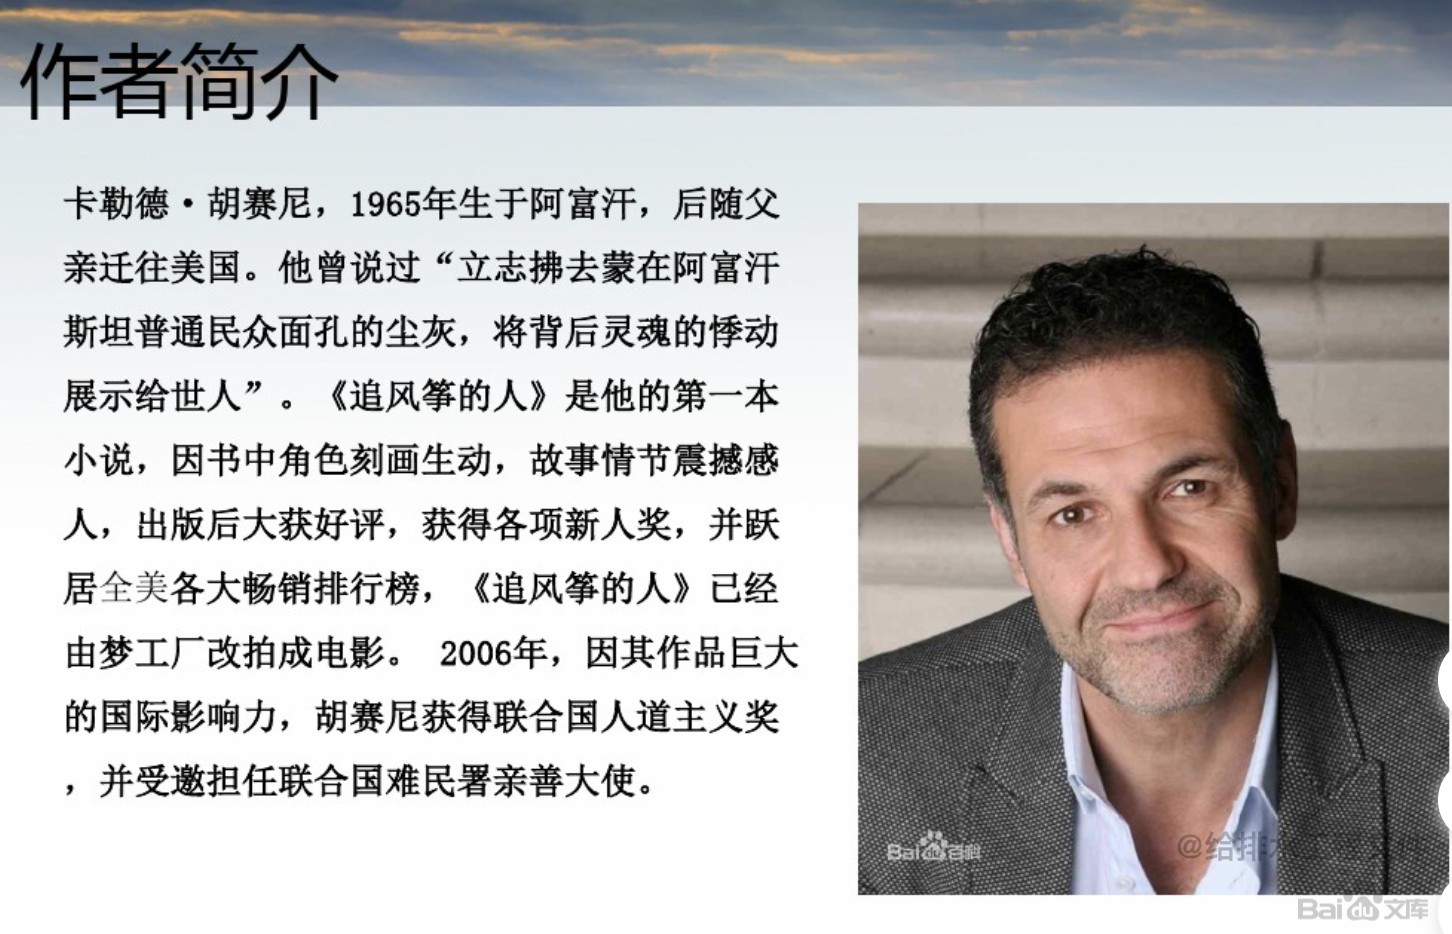 作者简介
卡勒德·胡赛尼，1965年生于阿富汗，后随父
亲迁往美国。他曾说过“立志拂去蒙在阿富汗
斯坦普通民众面孔的尘灰，将背后灵魂的悸动
展示给世人”。《追风筝的人》是他的第一本
小说，因书中角色刻画生动，故事情节震撼感
人，出版后大获好评，获得各项新人奖，并跃
居全美各大畅销排行榜，《追风筝的人》已经
由梦工厂改拍成电影。 2006年，因其作品巨大
的国际影响力，胡赛尼获得联合国人道主义奖
，并受邀担任联合国难民署亲善大使。
Bai du 百科
@给排
Bai du 文库